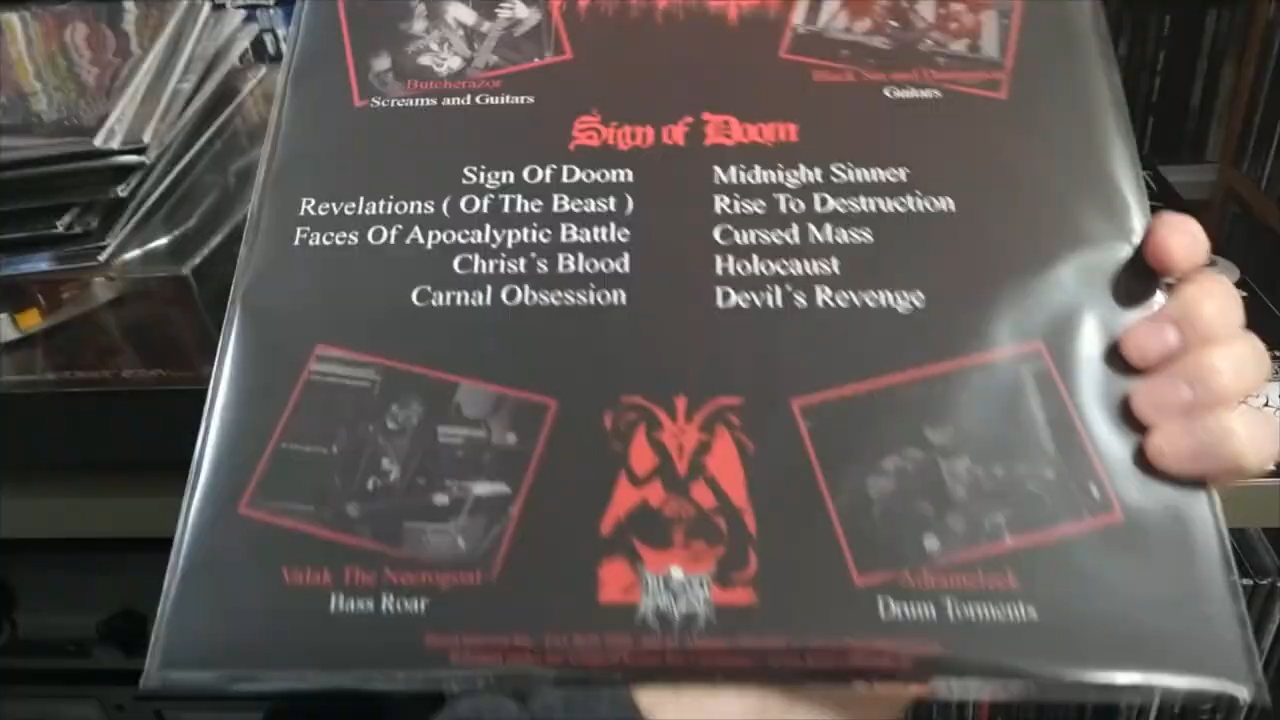 Butcherazor
Screams and Guitars
Guitars
Sign of Doom
Sign Of Doom
Revelations ( Of The Beast )
Faces Of Apocalyptic Battle
Christ´s Blood
Carnal Obsession
Midnight Sinner
Rise To Destruction
Cursed Mass
Holocaust
Devil´s Revenge
Valak The Necrogoat
Bass Roar
Adramelech
Drum Torments